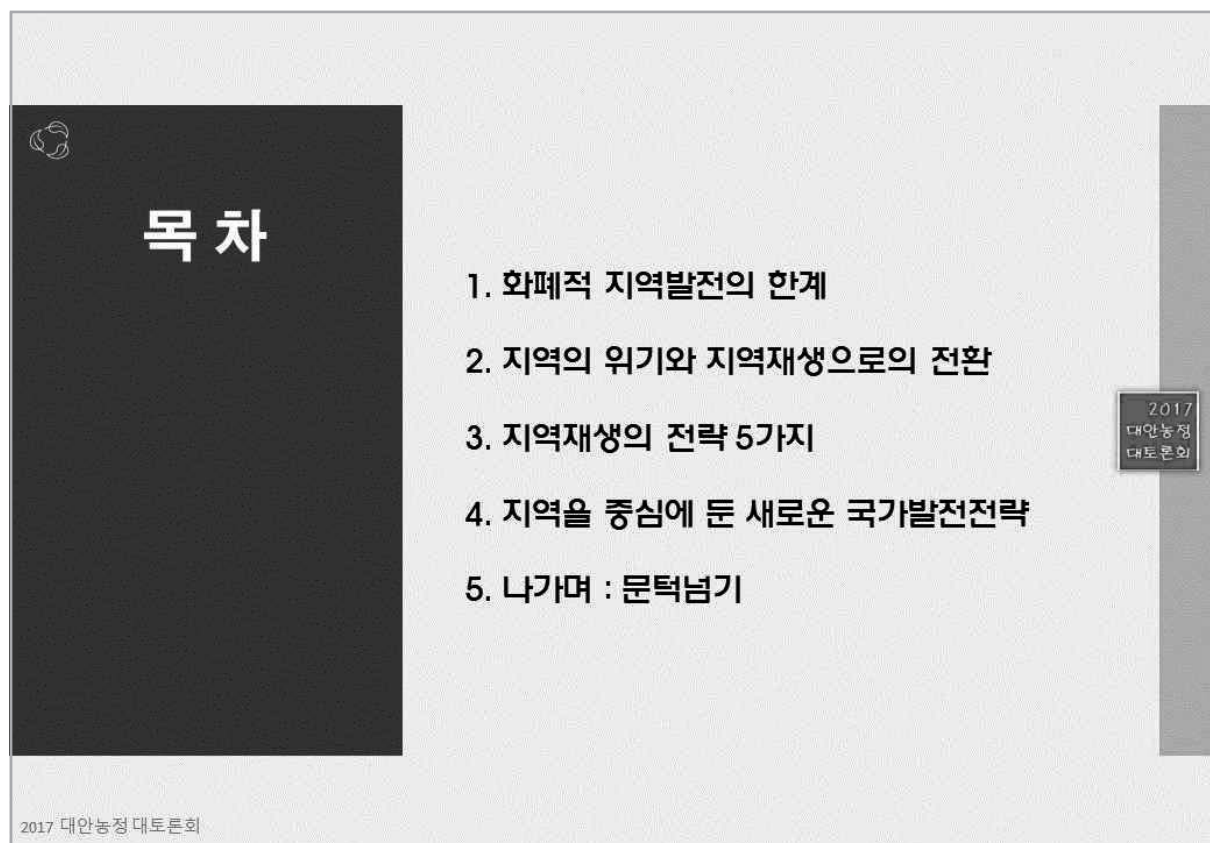 목 차
1. 화폐적 지역발전의 한계
2. 지역의 위기와 지역재생으로의 전환
3. 지역재생의 전략 5가지
4. 지역을 중심에 둔 새로운 국가발전전략
5. 나가며 : 문턱넘기
2017
대안농정
대토론회
2017 대안농정대토론회